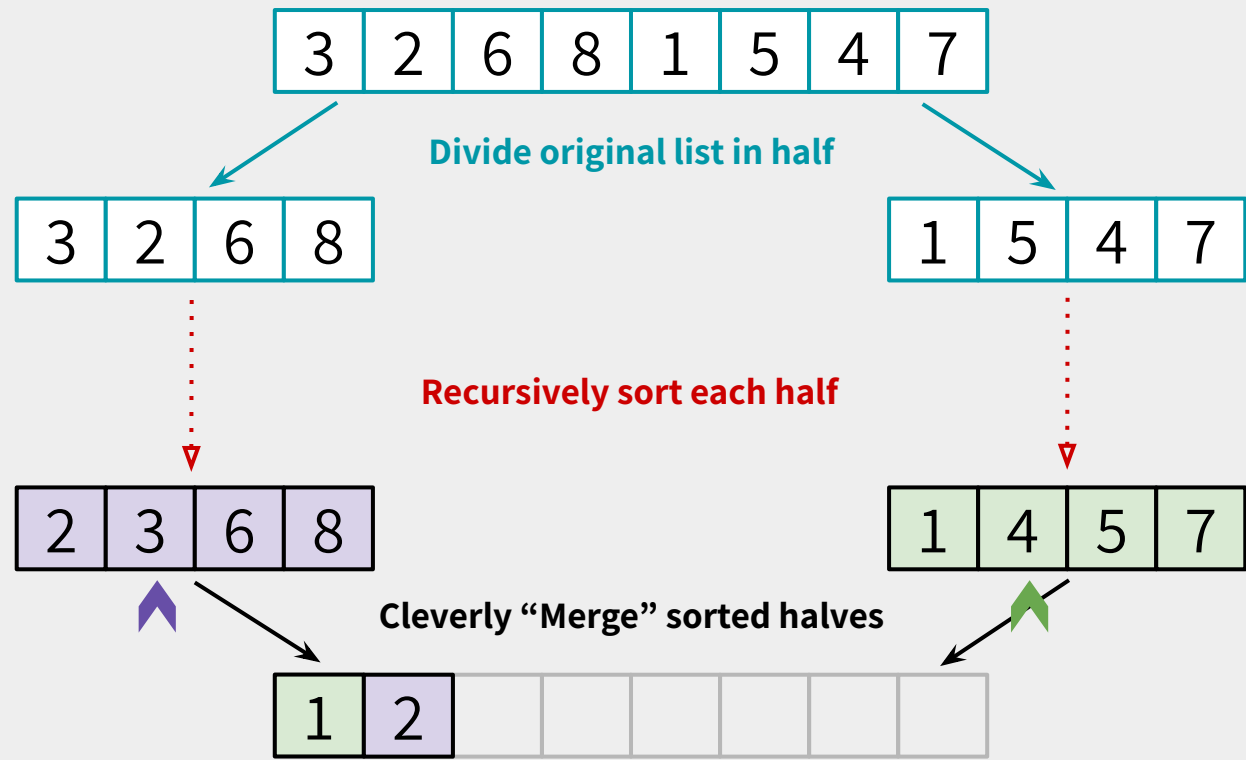 3 2 6 8 1 5 4 7
Divide original list in half
3 2 6 8
1 5 4 7
Recursively sort each half
2 3 6 8
1 4 5 7
Cleverly “Merge” sorted halves
1 2